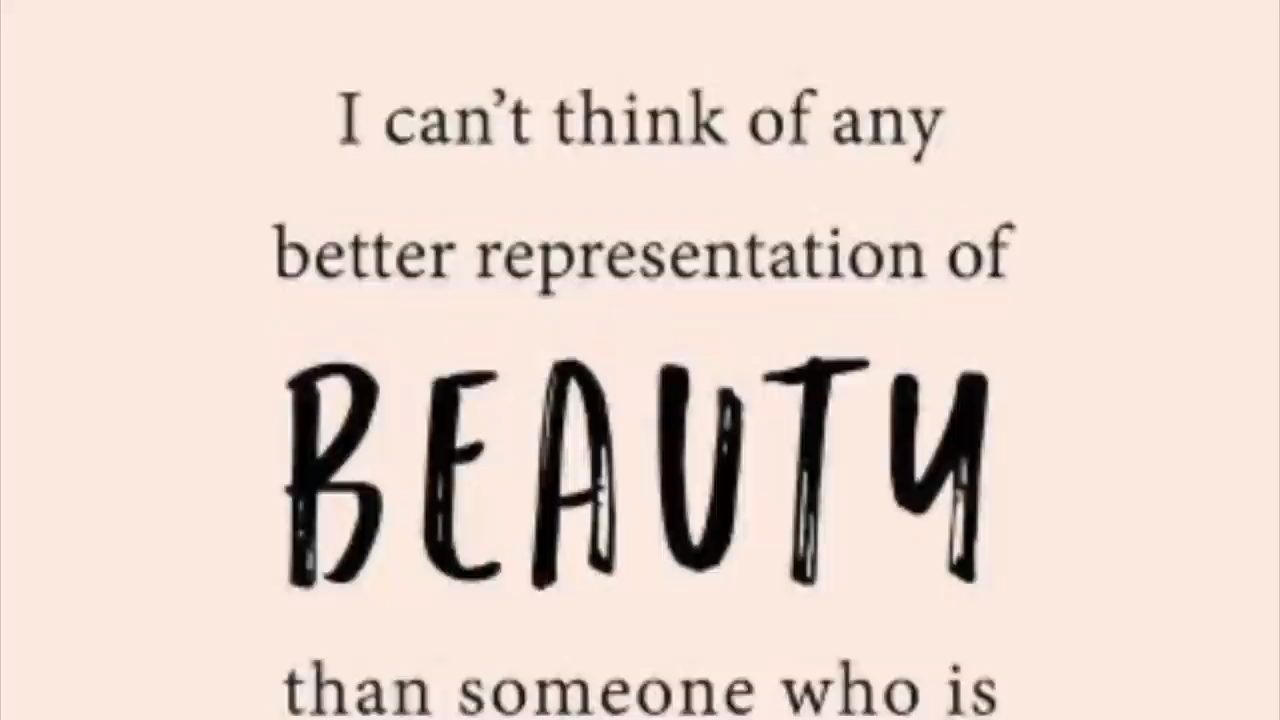 I can’t think of any
better representation of
BEAUTY
than someone who is